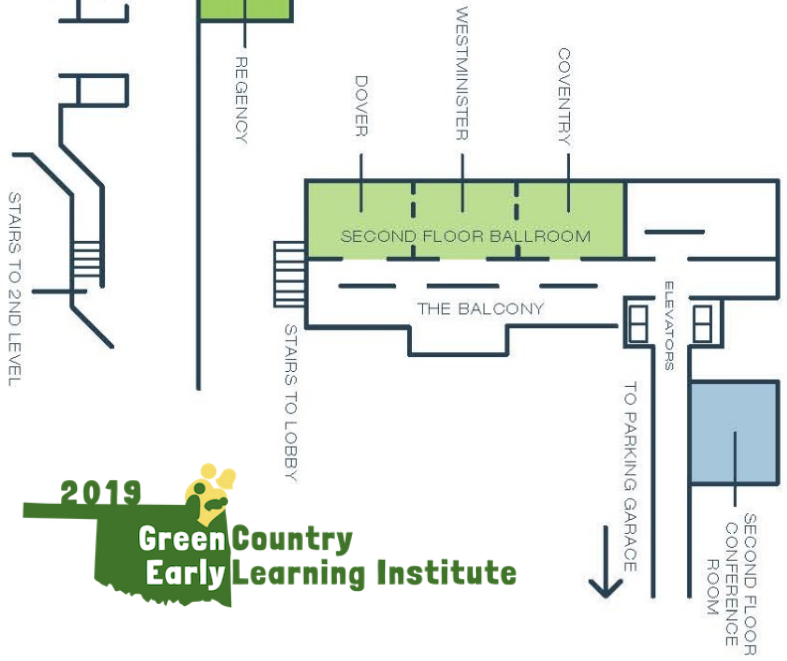 REGENCY
DOVER
WESTMINISTER
COVENTRY
SECOND FLOOR BALLROOM
THE BALCONY
ELEVATORS
STAIRS TO 2ND LEVEL
STAIRS TO LOBBY
TO PARKING GARAGE
SECOND FLOOR
CONFERENCE
ROOM
2019
Green Country
Early Learning Institute